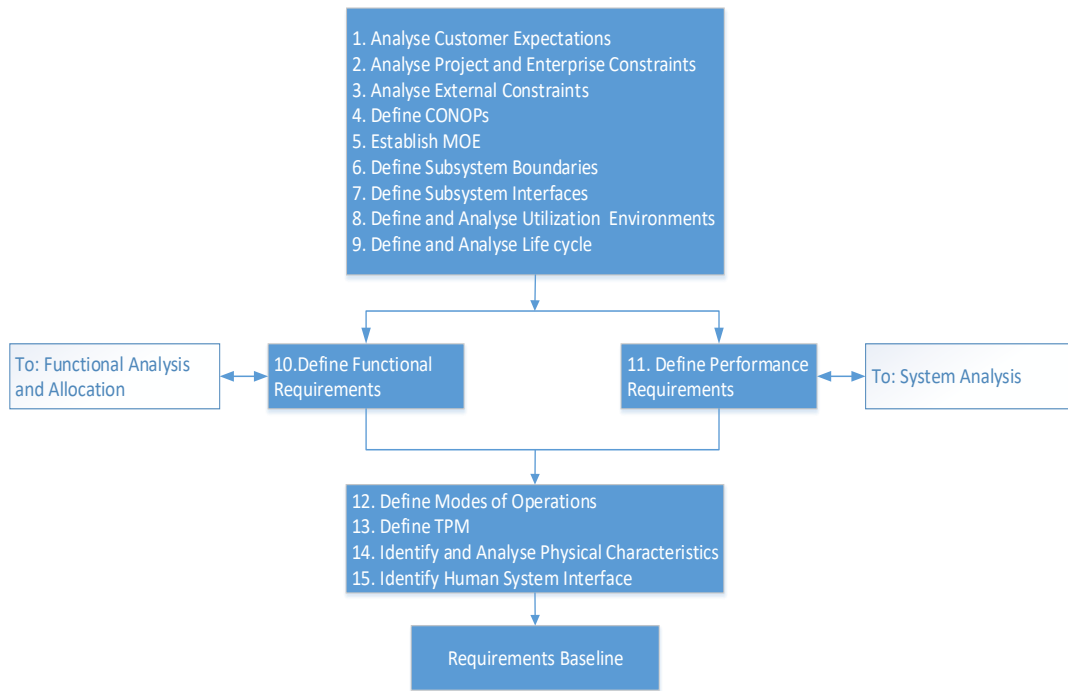 1. Analyse Customer Expectations
2. Analyse Project and Enterprise Constraints
3. Analyse External Constraints
4. Define CONOPs
5. Establish MOE
6. Define Subsystem Boundaries
7. Define Subsystem Interfaces
8. Define and Analyse Utilization  Environments
9. Define and Analyse Life cycle
To: Functional Analysis
and Allocation
10.Define Functional
Requirements
11. Define Performance
Requirements
To: System Analysis
12. Define Modes of Operations
13. Define TPM
14. Identify and Analyse Physical Characteristics
15. Identify Human System Interface
Requirements Baseline